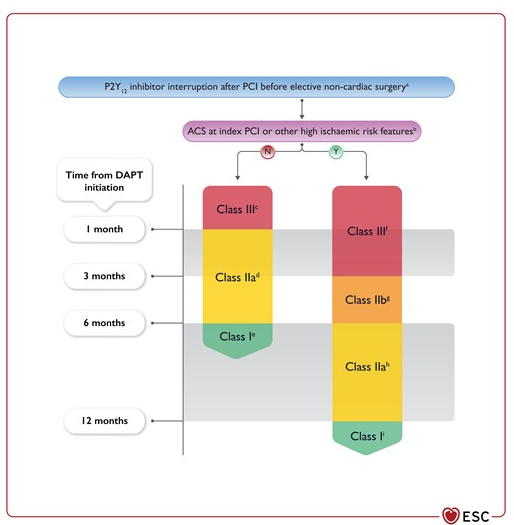 P2Y₁₂ inhibitor interruption after PCI before elective non-cardiac surgeryᵃ
ACS at index PCI or other high ischaemic risk featuresᵇ
N
Y
Time from DAPT
initiation
1 month
3 months
6 months
12 months
Class IIIᶜ
Class IIaᵈ
Class Iᵉ
Class IIIᶠ
Class IIbᵍ
Class IIaʰ
Class Iⁱ
ESC